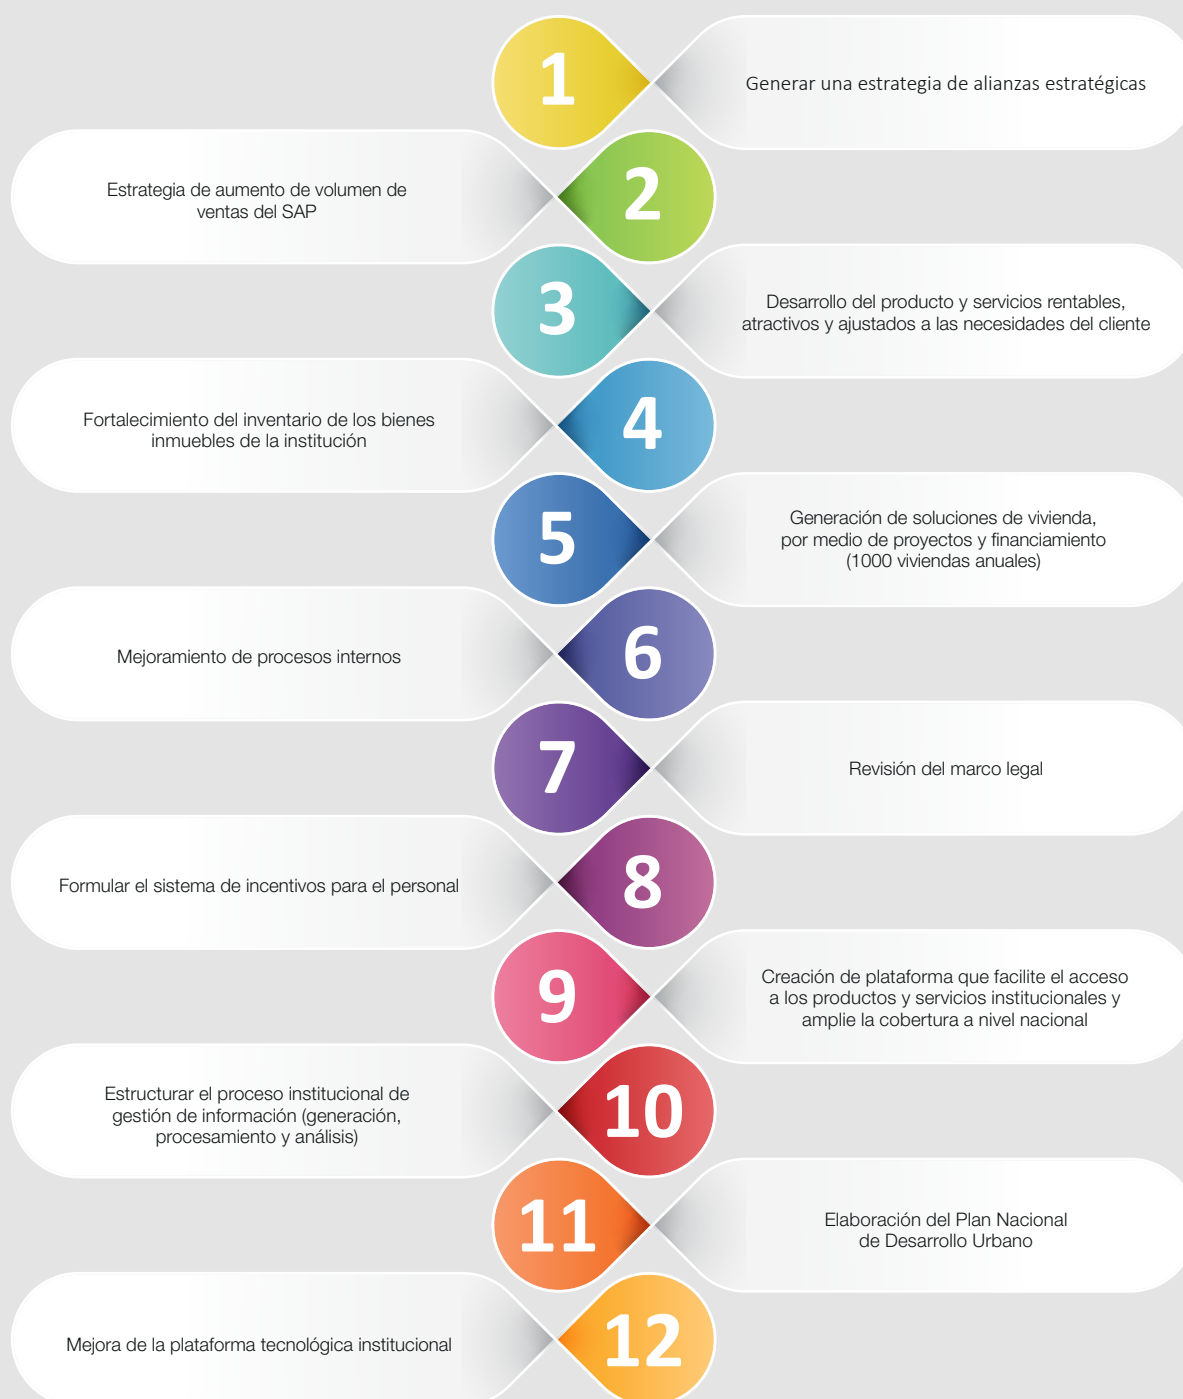 1
Generar una estrategia de alianzas estratégicas
Estrategia de aumento de volumen de
ventas del SAP
2
3
Desarrollo del producto y servicios rentables,
atractivos y ajustados a las necesidades del cliente
Fortalecimiento del inventario de los bienes
inmuebles de la institución
4
5
Generación de soluciones de vivienda,
por medio de proyectos y financiamiento
(1000 viviendas anuales)
Mejoramiento de procesos internos
6
7
Revisión del marco legal
Formular el sistema de incentivos para el personal
8
9
Creación de plataforma que facilite el acceso
a los productos y servicios institucionales y
amplie la cobertura a nivel nacional
Estructurar el proceso institucional de
gestión de información (generación,
procesamiento y análisis)
10
11
Elaboración del Plan Nacional
de Desarrollo Urbano
Mejora de la plataforma tecnológica institucional
12